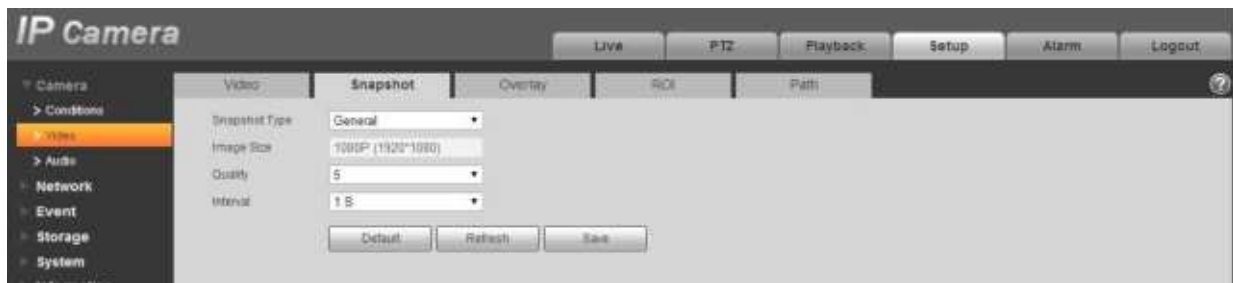 IP Camera
Live PTZ Playback Setup Alarm Logout
Camera
> Conditions
> Video
> Audio
Network
Event
Storage
System
Video Snapshot Overlay ROI Path
Snapshot Type General
Image Size 1080P (1920*1080)
Quality 5
Interval 1 S
Default Refresh Save